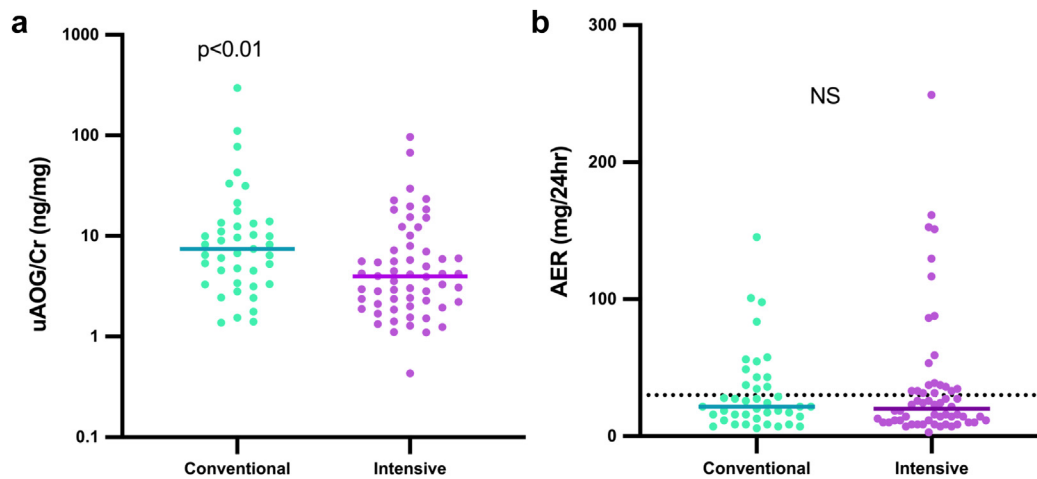 a
uAOG/Cr (ng/mg)
1000
100
10
1
0.1
p<0.01
Conventional
Intensive
b
AER (mg/24hr)
300
200
100
0
NS
Conventional
Intensive